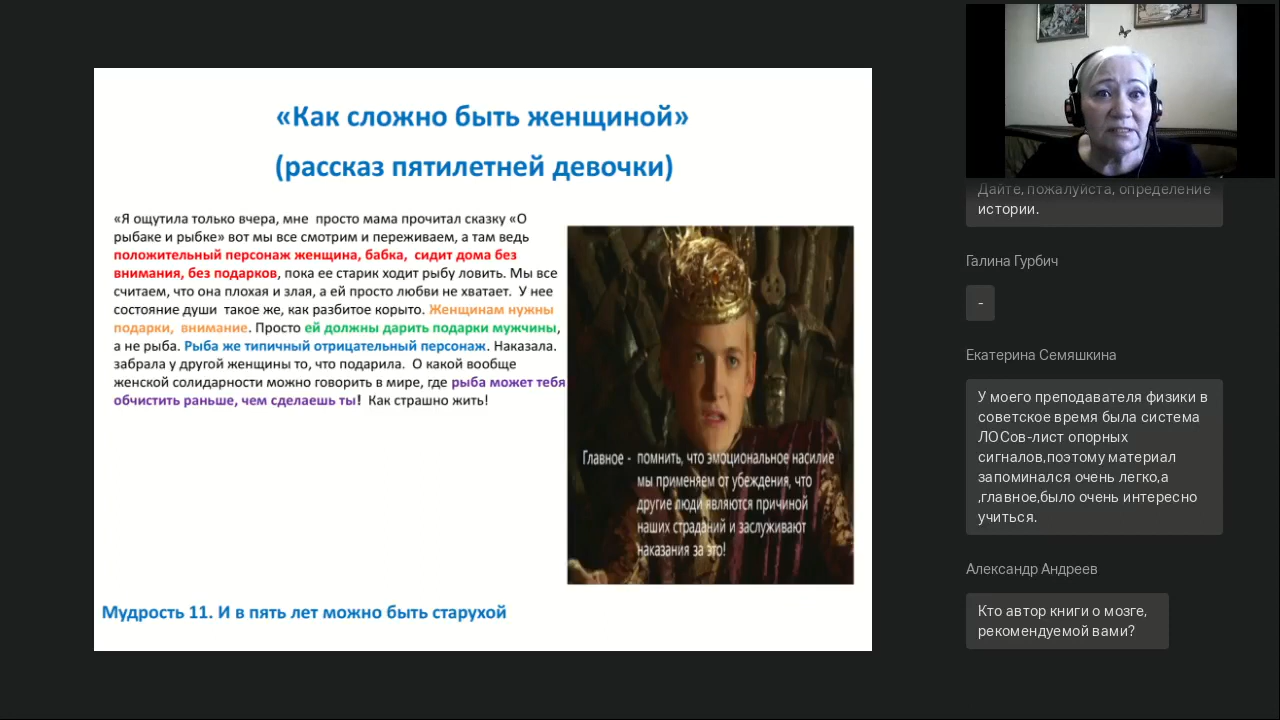 «Как сложно быть женщиной»
(рассказ пятилетней девочки)
«Я ощутила только вчера, мне  просто мама прочитал сказку «О
рыбаке и рыбке» вот мы все смотрим и переживаем, а там ведь
положительный персонаж женщина, бабка,  сидит дома без
внимания, без подарков, пока ее старик ходит рыбу ловить. Мы все
считаем, что она плохая и злая, а ей просто любви не хватает.  У нее
состояние души  такое же, как разбитое корыто. Женщинам нужны
подарки,  внимание. Просто ей должны дарить подарки мужчины,
а не рыба. Рыба же типичный отрицательный персонаж. Наказала.
забрала у другой женщины то, что подарила.  О какой вообще
женской солидарности можно говорить в мире, где рыба может тебя
обчистить раньше, чем сделаешь ты!  Как страшно жить!
Главное -  помнить, что эмоциональное насилие
мы применяем от убеждения, что
другие люди являются причиной
наших страданий и заслуживают
наказания за это!
Мудрость 11. И в пять лет можно быть старухой
Дайте, пожалуйста, определение
истории.
Галина Гурбич
-
Екатерина Семяшкина
У моего преподавателя физики в
советское время была система
ЛОСов-лист опорных
сигналов,поэтому материал
запоминался очень легко,а
,главное,было очень интересно
учиться.
Александр Андреев
Кто автор книги о мозге,
рекомендуемой вами?